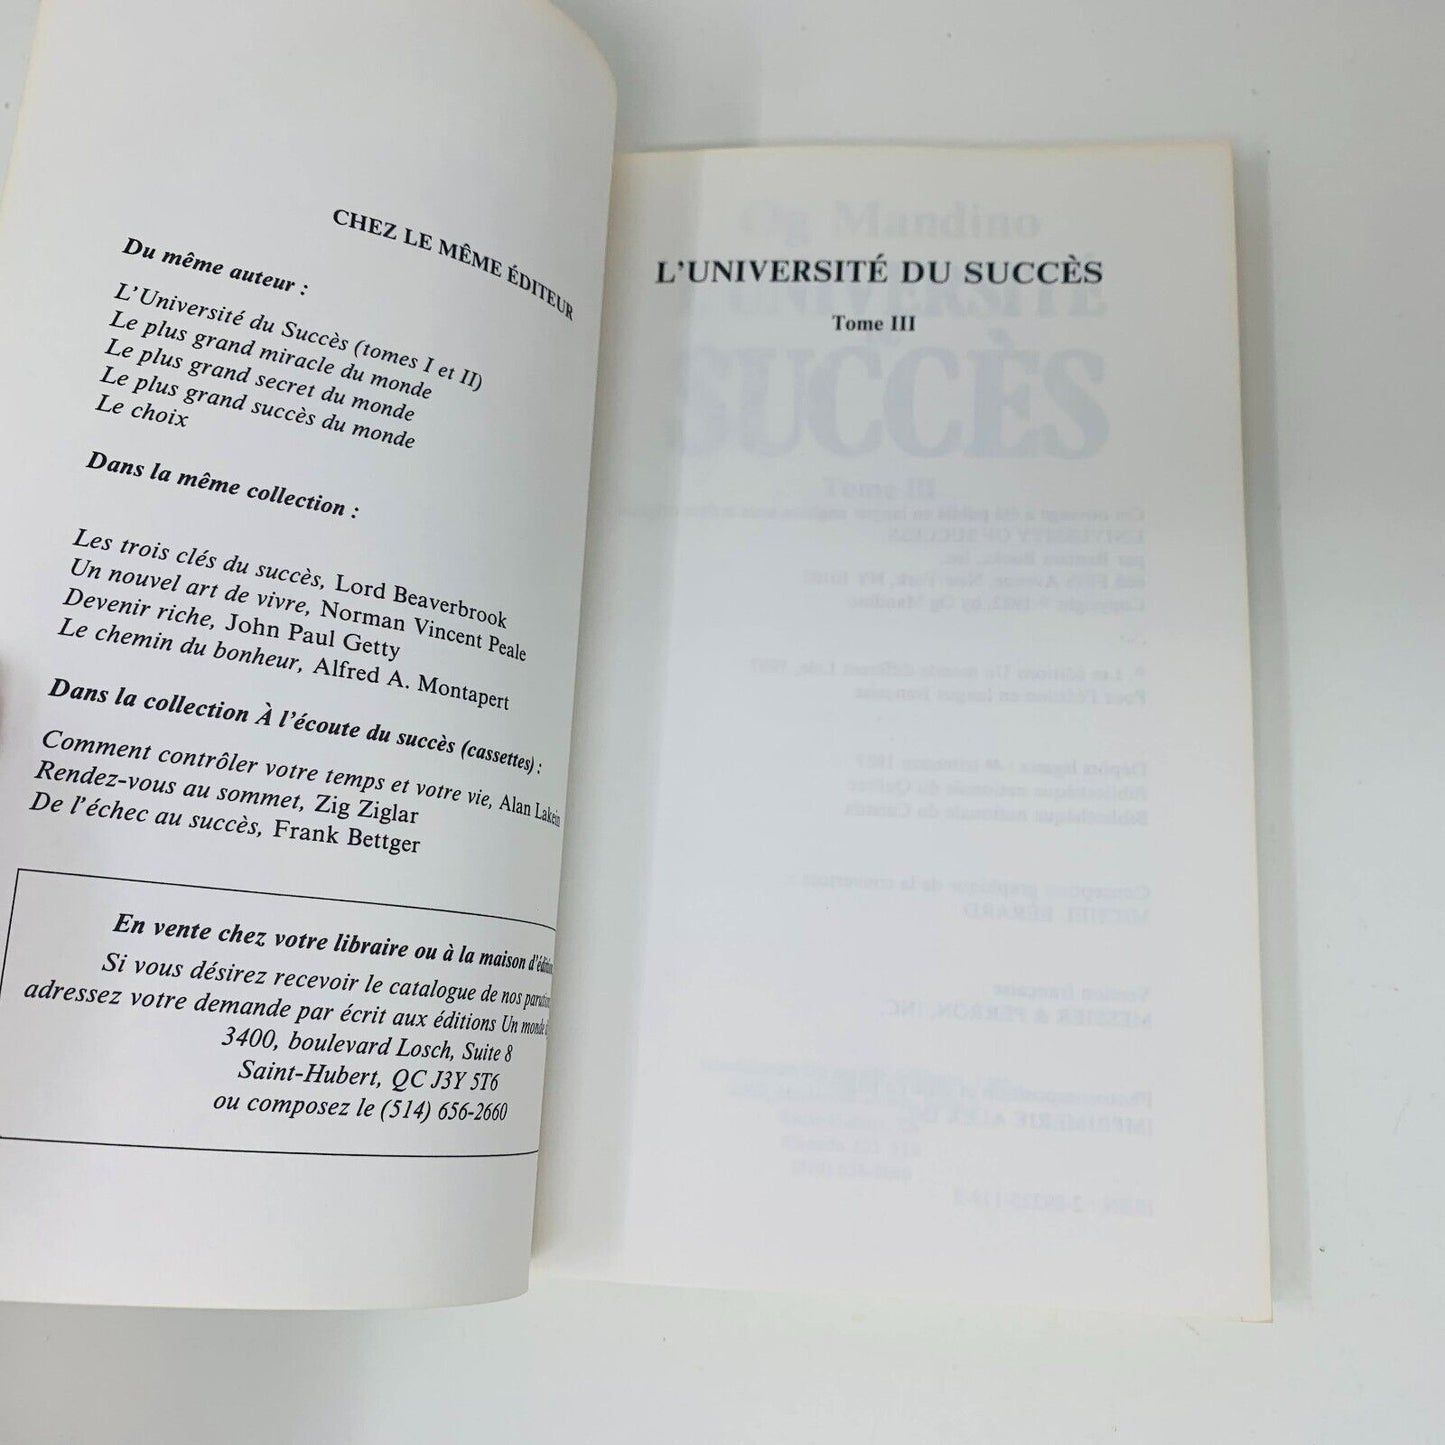 CHEZ LE MÊME ÉDITEUR
Du même auteur :
L'Université du Succès (tomes I et II)
Le plus grand miracle du monde
Le plus grand secret du monde
Le plus grand succès du monde
Le choix
Dans la même collection :
Les trois clés du succès, Lord Beaverbrook
Un nouvel art de vivre, Norman Vincent Peale
Devenir riche, John Paul Getty
Le chemin du bonheur, Alfred A. Montapert
Dans la collection À l'écoute du succès (cassettes) :
Comment contrôler votre temps et votre vie, Alan Lakein
Rendez-vous au sommet, Zig Ziglar
De l'échec au succès, Frank Bettger
En vente chez votre libraire ou à la maison
Si vous désirez recevoir le catalogue de nos
adressez votre demande par écrit aux éditions Un monde
3400, boulevard Losch, Suite 8
Saint-Hubert, QC J3Y 5T6
ou composez le (514) 656-2660
L'UNIVERSITÉ DU SUCCÈS
Tome III
Og Mandino
L'UNIVERSITÉ
SUCCÈS
Tome III